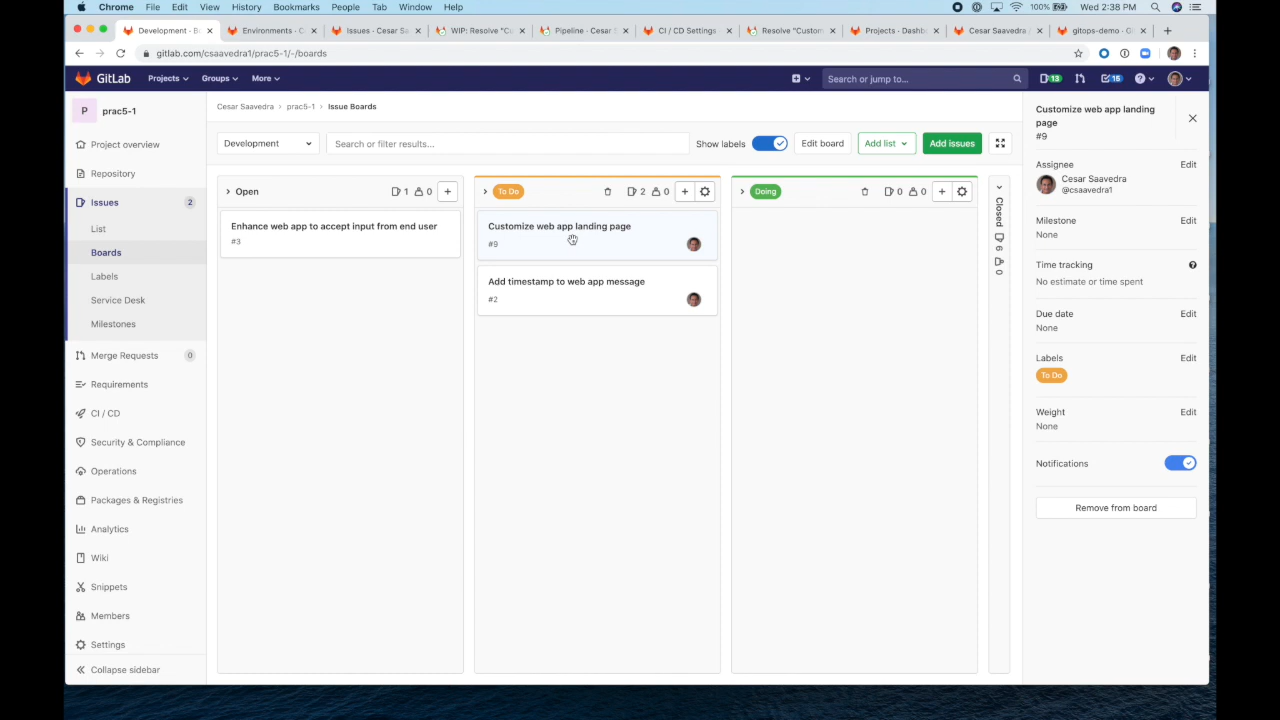 Chrome File Edit View History Bookmarks People Tab Window Help 100% Wed 2:38 PM
Development · Bo Environments · C Issues · Cesar Sa WIP: Resolve "Cu Pipeline · Cesar S CI / CD Settings Resolve "Custom Projects · Dashb Cesar Saavedra gitops-demo · G
gitlab.com/csaavedra1/prac5-1/-/boards
GitLab Projects Groups More Search or jump to... 13 16
P prac5-1
Project overview
Repository
Issues 2
List
Boards
Labels
Service Desk
Milestones
Merge Requests 0
Requirements
CI / CD
Security & Compliance
Operations
Packages & Registries
Analytics
Wiki
Snippets
Members
Settings
Collapse sidebar
Cesar Saavedra › prac5-1 › Issue Boards
Development Search or filter results... Show labels Edit board Add list Add issues
Open 1 0
Enhance web app to accept input from end user
#3
To Do 2 0
Customize web app landing page
#9
Add timestamp to web app message
#2
Doing 0 0
Closed 6 0
Customize web app landing
page
#9
Assignee Edit
Cesar Saavedra
@csaavedra1
Milestone Edit
None
Time tracking
No estimate or time spent
Due date Edit
None
Labels Edit
To Do
Weight Edit
None
Notifications
Remove from board